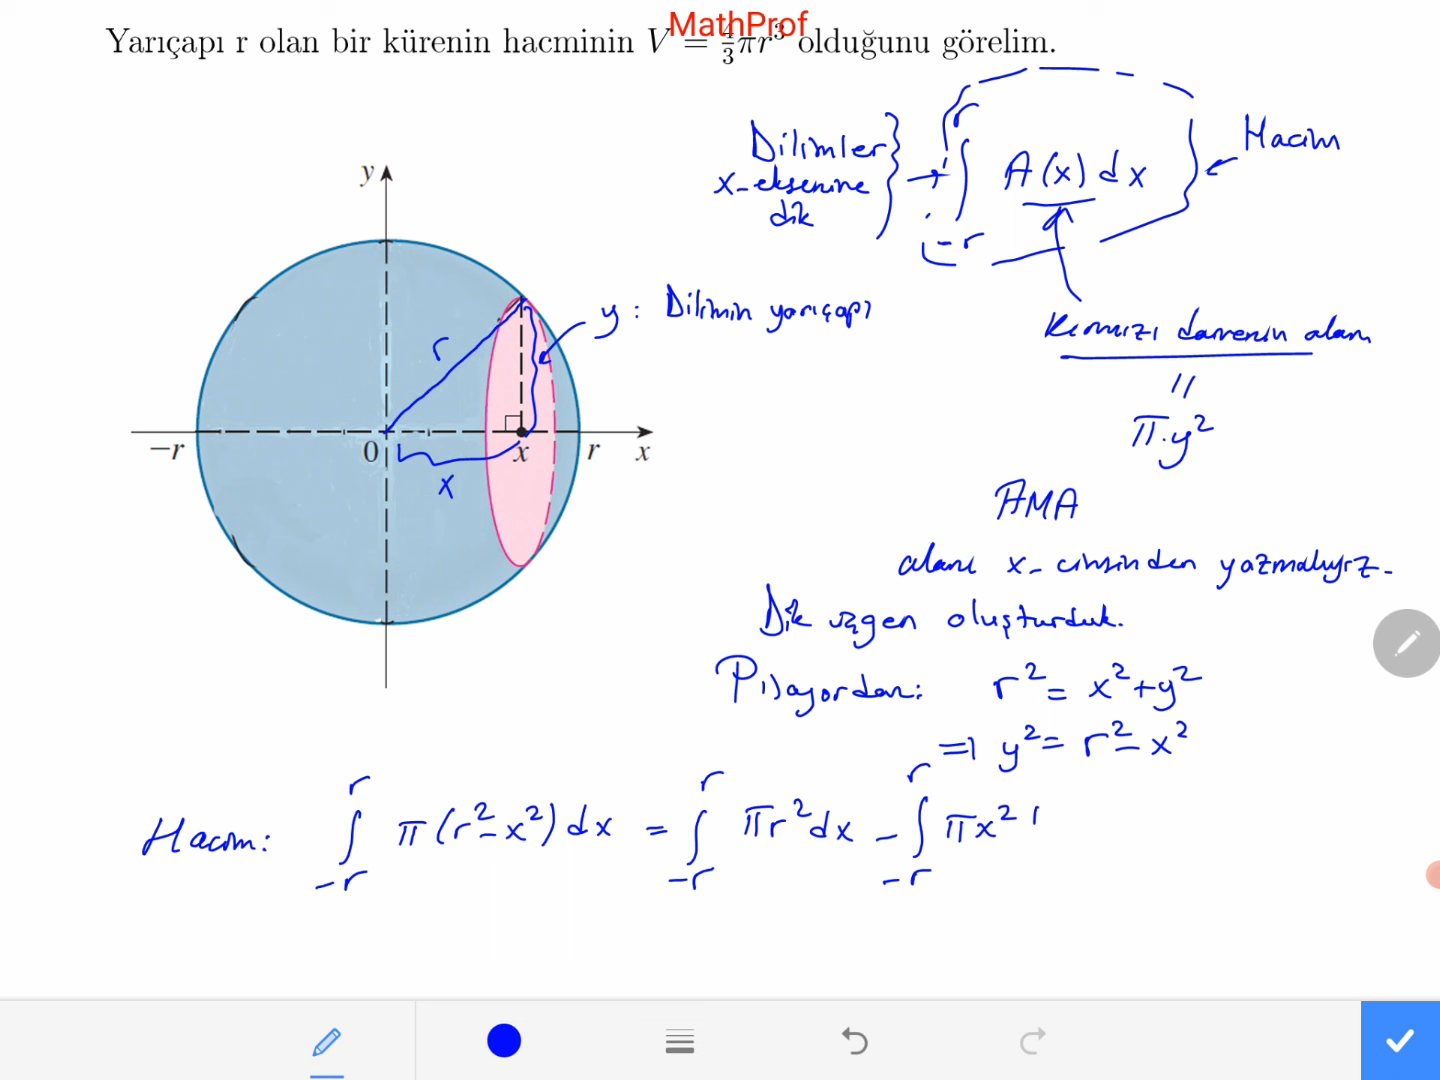 MathProf
Yarıçapı r olan bir kürenin hacminin V = 4/3 πr³ olduğunu görelim.
Dilimler
x-eksenine
dik
∫_{-r}^{r} A(x) dx
Hacim
y : Dilimin yarıçapı
Kırmızı dairenin alanı
=
π.y²
AMA
alanı x- cinsinden yazmalıyız.
Dik üçgen oluşturduk.
Pisagordan: r² = x² + y²
⇒ y² = r² - x²
y
r
-r
0
x
r
x
x
Hacim: ∫_{-r}^{r} π(r² - x²) dx = ∫_{-r}^{r} πr² dx - ∫_{-r}^{r} πx²